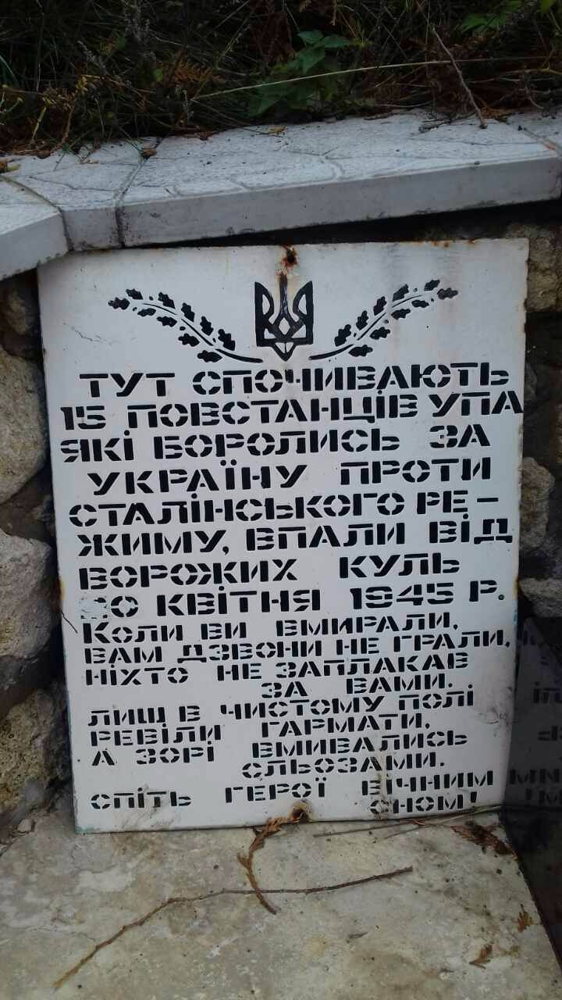 ТУТ СПОЧИВАЮТЬ
15 ПОВСТАНЦІВ УПА
ЯКІ БОРОЛИСЬ ЗА
УКРАЇНУ ПРОТИ
СТАЛІНСЬКОГО РЕ –
ЖИМУ, ВПАЛИ ВІД
ВОРОЖИХ КУЛЬ
20 КВІТНЯ 1945 Р.
КОЛИ ВИ ВМИРАЛИ,
ВАМ ДЗВОНИ НЕ ГРАЛИ,
НІХТО НЕ ЗАПЛАКАВ
ЗА ВАМИ.
ЛИШ В ЧИСТОМУ ПОЛІ
РЕВІЛИ ГАРМАТИ,
А ЗОРІ ВМИВАЛИСЬ
СЛЬОЗАМИ.
СПІТЬ ГЕРОЇ ВІЧНИМ
СНОМ!